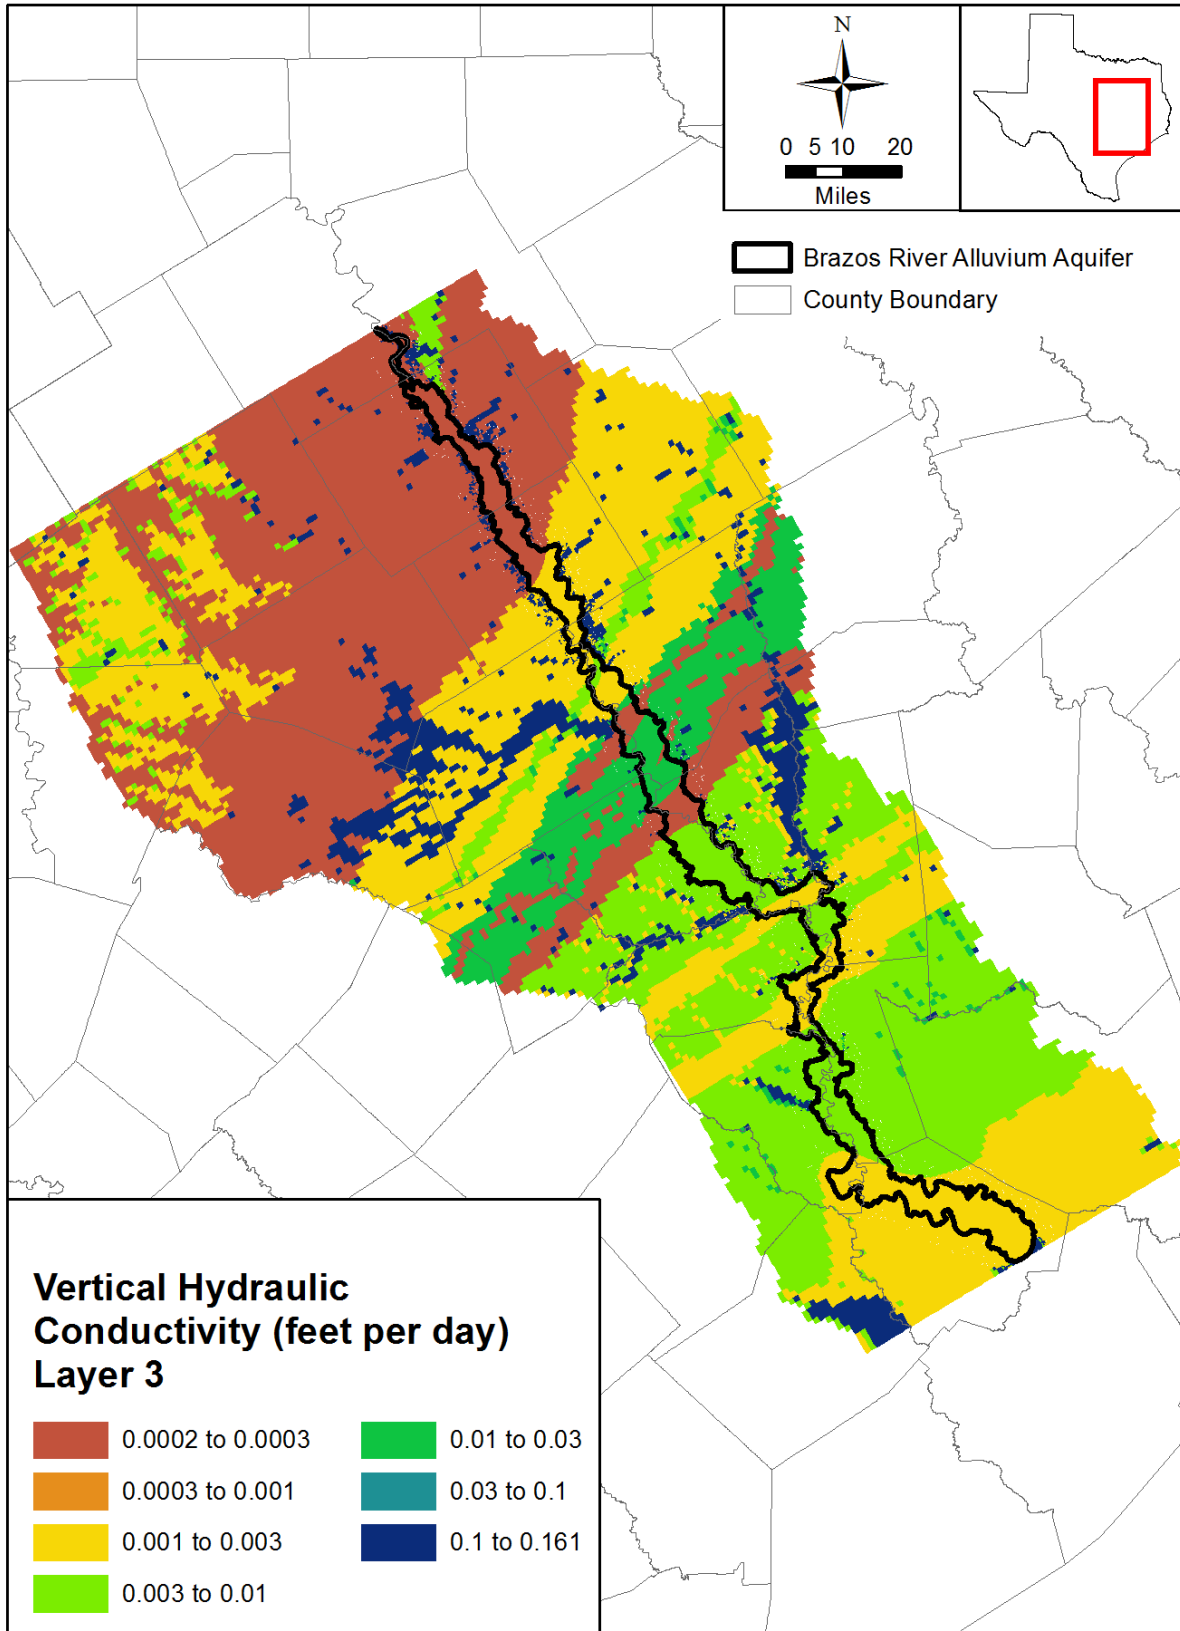 N
0 5 10 20
Miles
Brazos River Alluvium Aquifer
County Boundary
Vertical Hydraulic
Conductivity (feet per day)
Layer 3
0.0002 to 0.0003
0.0003 to 0.001
0.001 to 0.003
0.003 to 0.01
0.01 to 0.03
0.03 to 0.1
0.1 to 0.161